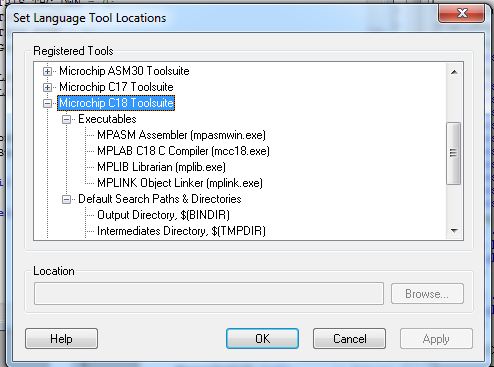 Set Language Tool Locations
Registered Tools
Microchip ASM30 Toolsuite
Microchip C17 Toolsuite
Microchip C18 Toolsuite
Executables
MPASM Assembler (mpasmwin.exe)
MPLAB C18 C Compiler (mcc18.exe)
MPLIB Librarian (mplib.exe)
MPLINK Object Linker (mplink.exe)
Default Search Paths & Directories
Output Directory, $(BINDIR)
Intermediates Directory, $(TMPDIR)
Location
Browse...
Help OK Cancel Apply